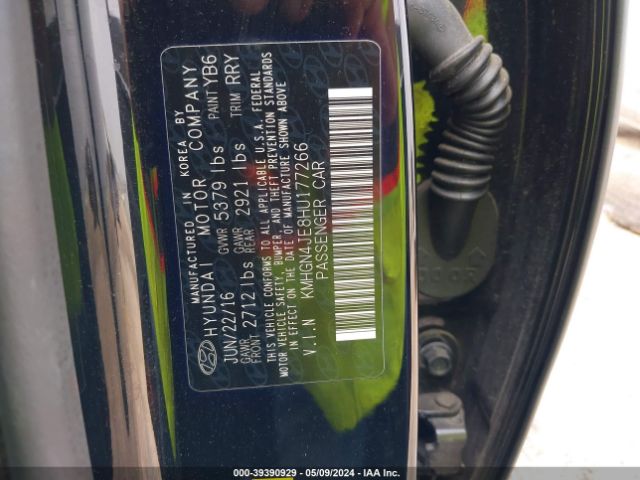 MANUFACTURED IN KOREA BY
HYUNDAI MOTOR COMPANY
JUN/22/16 GVWR 5379 lbs PAINT YB6
GAWR FRONT 2712 lbs GAWR REAR 2921 lbs TRIM RRY
THIS VEHICLE CONFORMS TO ALL APPLICABLE U.S.A. FEDERAL
MOTOR VEHICLE SAFETY, BUMPER, AND THEFT PREVENTION STANDARDS
IN EFFECT ON THE DATE OF MANUFACTURE SHOWN ABOVE
V.I.N KMHGN4JE8HU177266
PASSENGER CAR
000-39390929 - 05/09/2024 - IAA Inc.